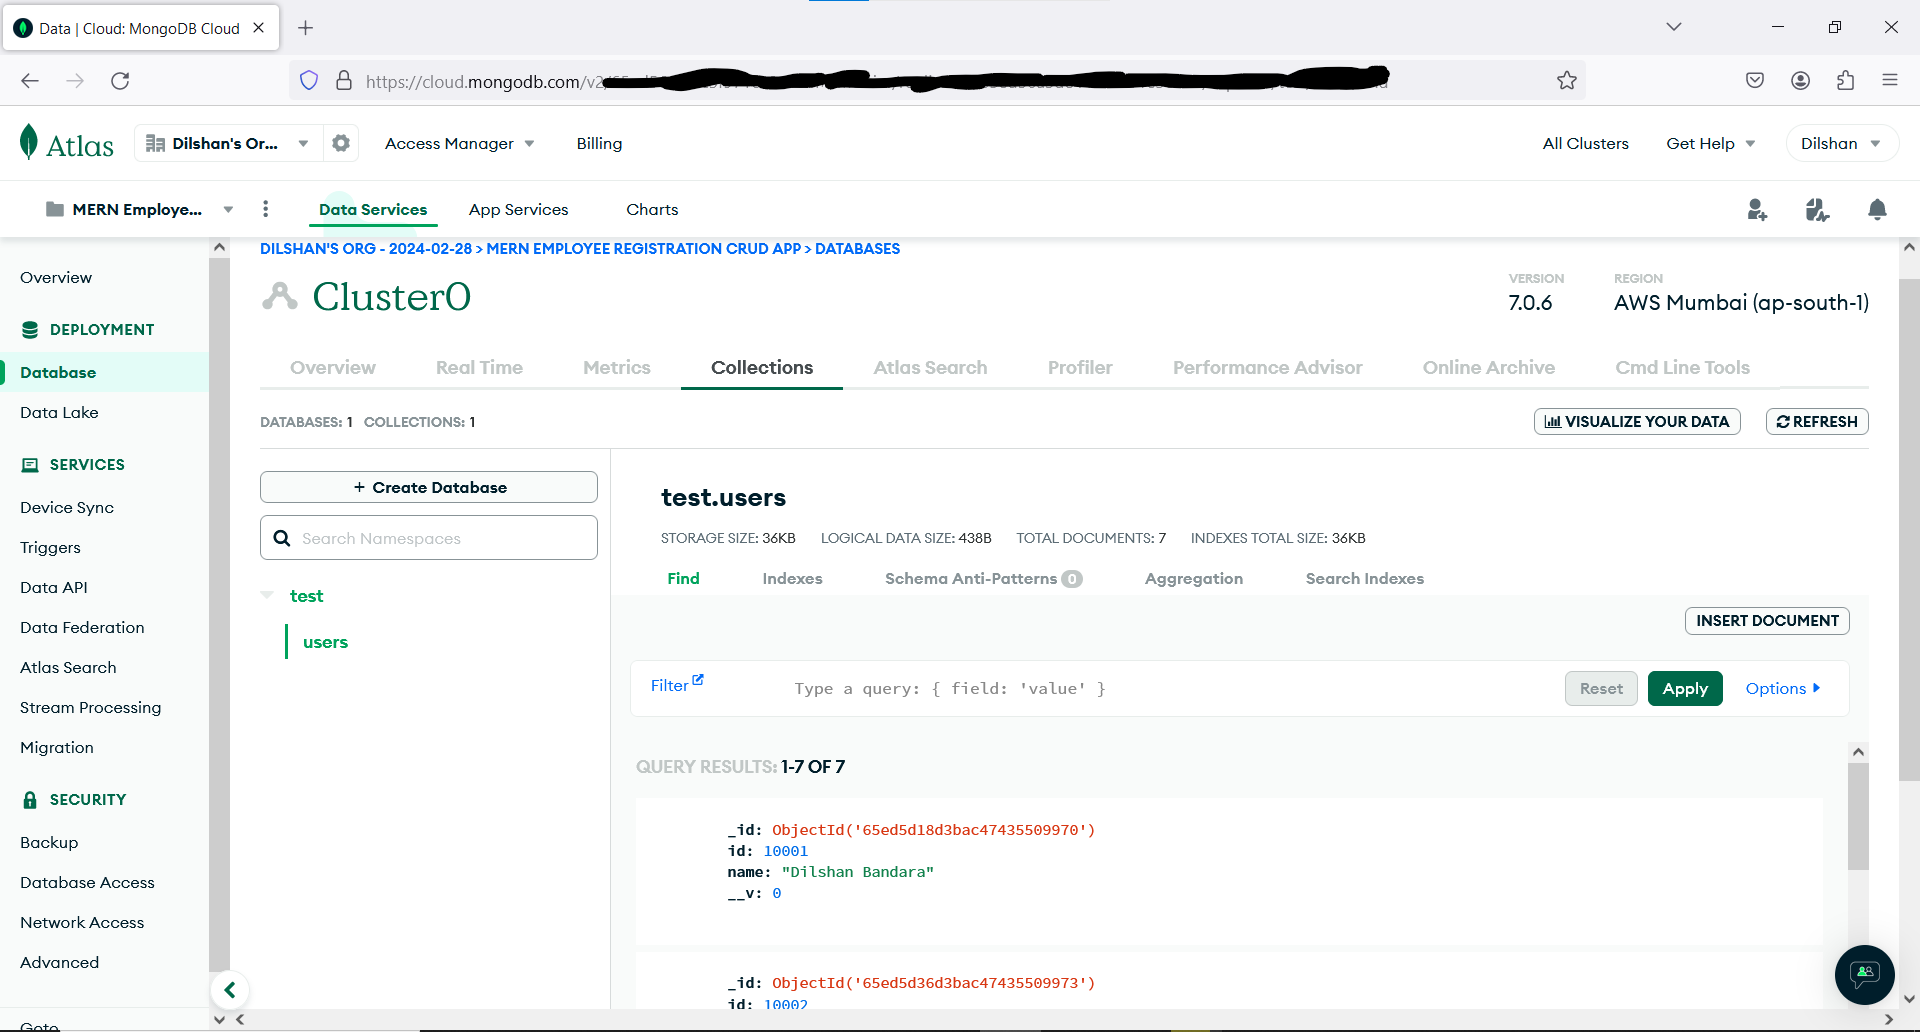 Data | Cloud: MongoDB Cloud
https://cloud.mongodb.com/v2/
Atlas
Dilshan's Or...
Access Manager
Billing
All Clusters
Get Help
Dilshan
MERN Employe...
Data Services
App Services
Charts
Overview
DEPLOYMENT
Database
Data Lake
SERVICES
Device Sync
Triggers
Data API
Data Federation
Atlas Search
Stream Processing
Migration
SECURITY
Backup
Database Access
Network Access
Advanced
Goto
DILSHAN'S ORG - 2024-02-28 > MERN EMPLOYEE REGISTRATION CRUD APP > DATABASES
Cluster0
VERSION
7.0.6
REGION
AWS Mumbai (ap-south-1)
Overview
Real Time
Metrics
Collections
Atlas Search
Profiler
Performance Advisor
Online Archive
Cmd Line Tools
DATABASES: 1 COLLECTIONS: 1
VISUALIZE YOUR DATA
REFRESH
+ Create Database
Search Namespaces
test
users
test.users
STORAGE SIZE: 36KB LOGICAL DATA SIZE: 438B TOTAL DOCUMENTS: 7 INDEXES TOTAL SIZE: 36KB
Find
Indexes
Schema Anti-Patterns 0
Aggregation
Search Indexes
INSERT DOCUMENT
Filter
Type a query: { field: 'value' }
Reset
Apply
Options
QUERY RESULTS: 1-7 OF 7
_id: ObjectId('65ed5d18d3bac47435509970')
id: 10001
name: "Dilshan Bandara"
__v: 0
_id: ObjectId('65ed5d36d3bac47435509973')
id: 10002